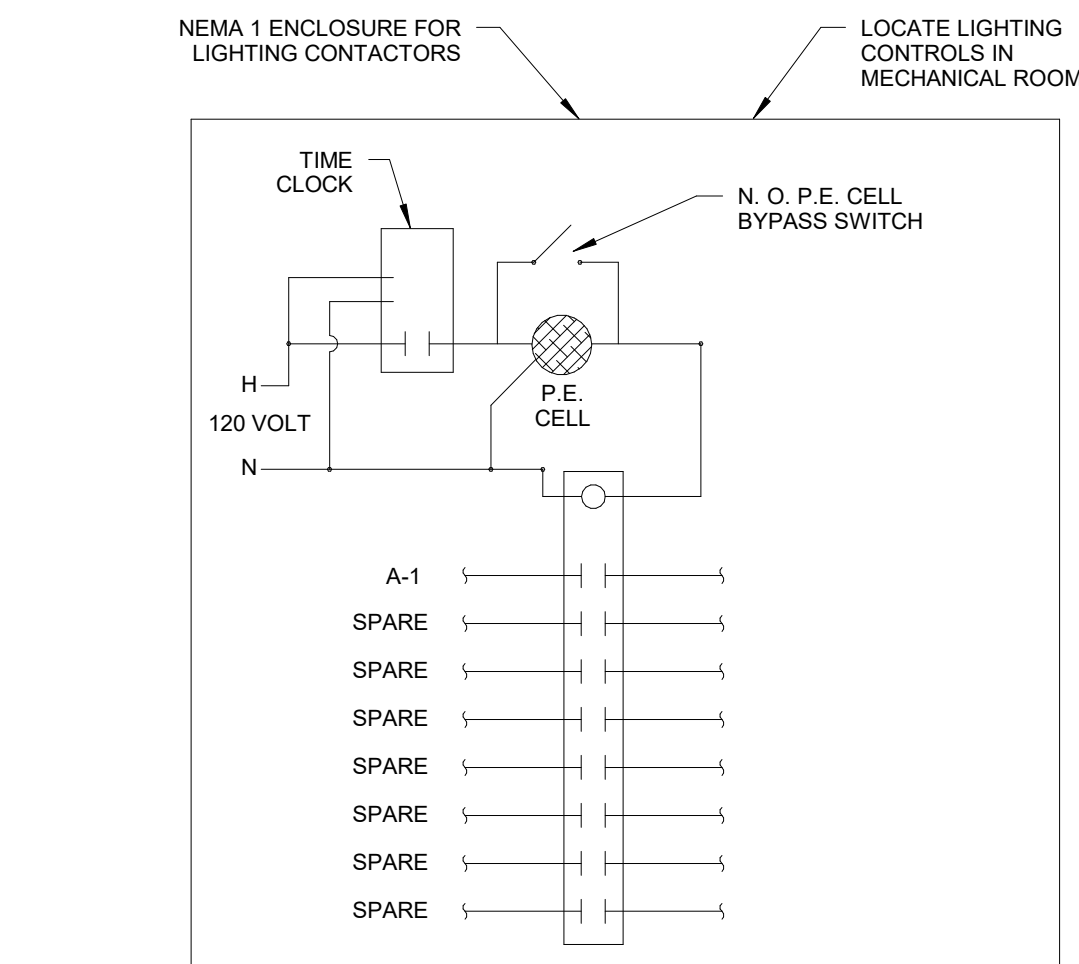 NEMA 1 ENCLOSURE FOR
LIGHTING CONTACTORS
LOCATE LIGHTING
CONTROLS IN
MECHANICAL ROOM
TIME
CLOCK
N. O. P.E. CELL
BYPASS SWITCH
H
120 VOLT
N
P.E.
CELL
A-1
SPARE
SPARE
SPARE
SPARE
SPARE
SPARE
SPARE